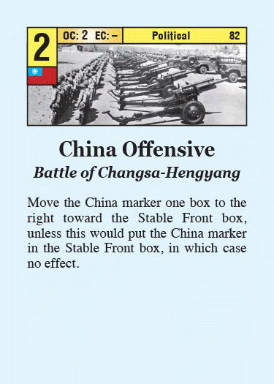 2
OC: 2 EC: – Political 82
China Offensive
Battle of Changsa-Hengyang
Move the China marker one box to the
right toward the Stable Front box,
unless this would put the China marker
in the Stable Front box, in which case
no effect.